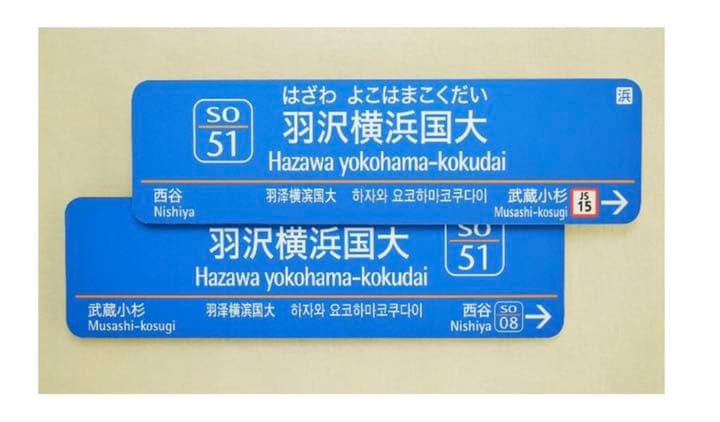 はざわ よこはまこくだい
浜
SO
51
羽沢横浜国大
Hazawa yokohama-kokudai
西谷
Nishiya
羽泽横滨国大 하자와 요코하마코쿠다이
武蔵小杉
Musashi-kosugi
JS
15
羽沢横浜国大
SO
51
Hazawa yokohama-kokudai
武蔵小杉
Musashi-kosugi
羽泽横滨国大 하자와 요코하마코쿠다이
西谷
Nishiya
SO
08